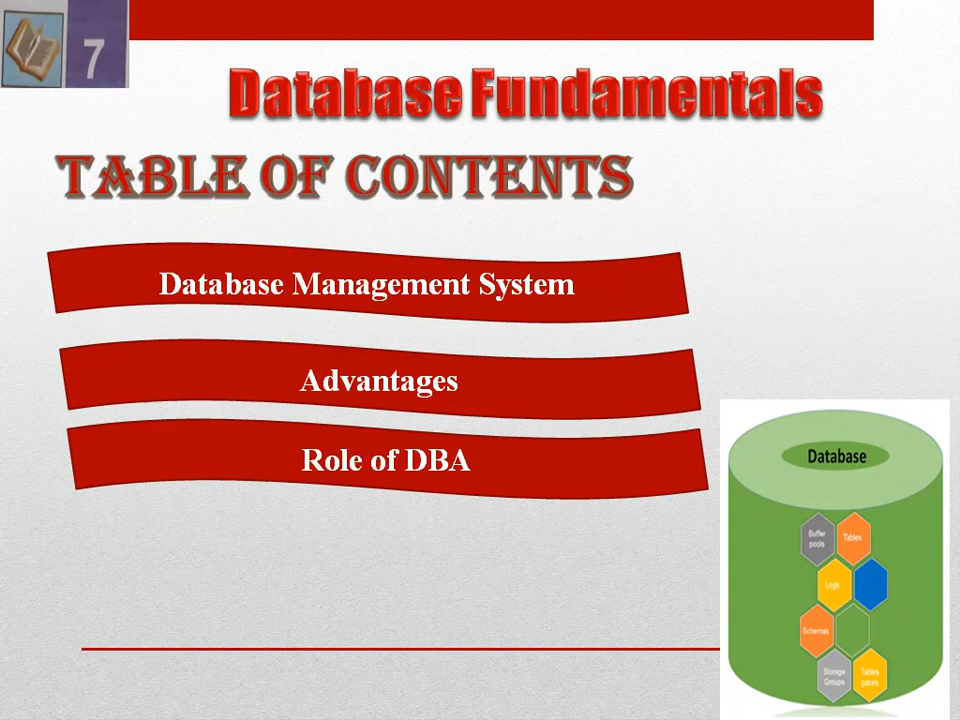 7
Database Fundamentals
TABLE OF CONTENTS
Database Management System
Advantages
Role of DBA
Database
Buffer
pools
Tables
Logs
Schemas
Storage
Groups
Tables
paces